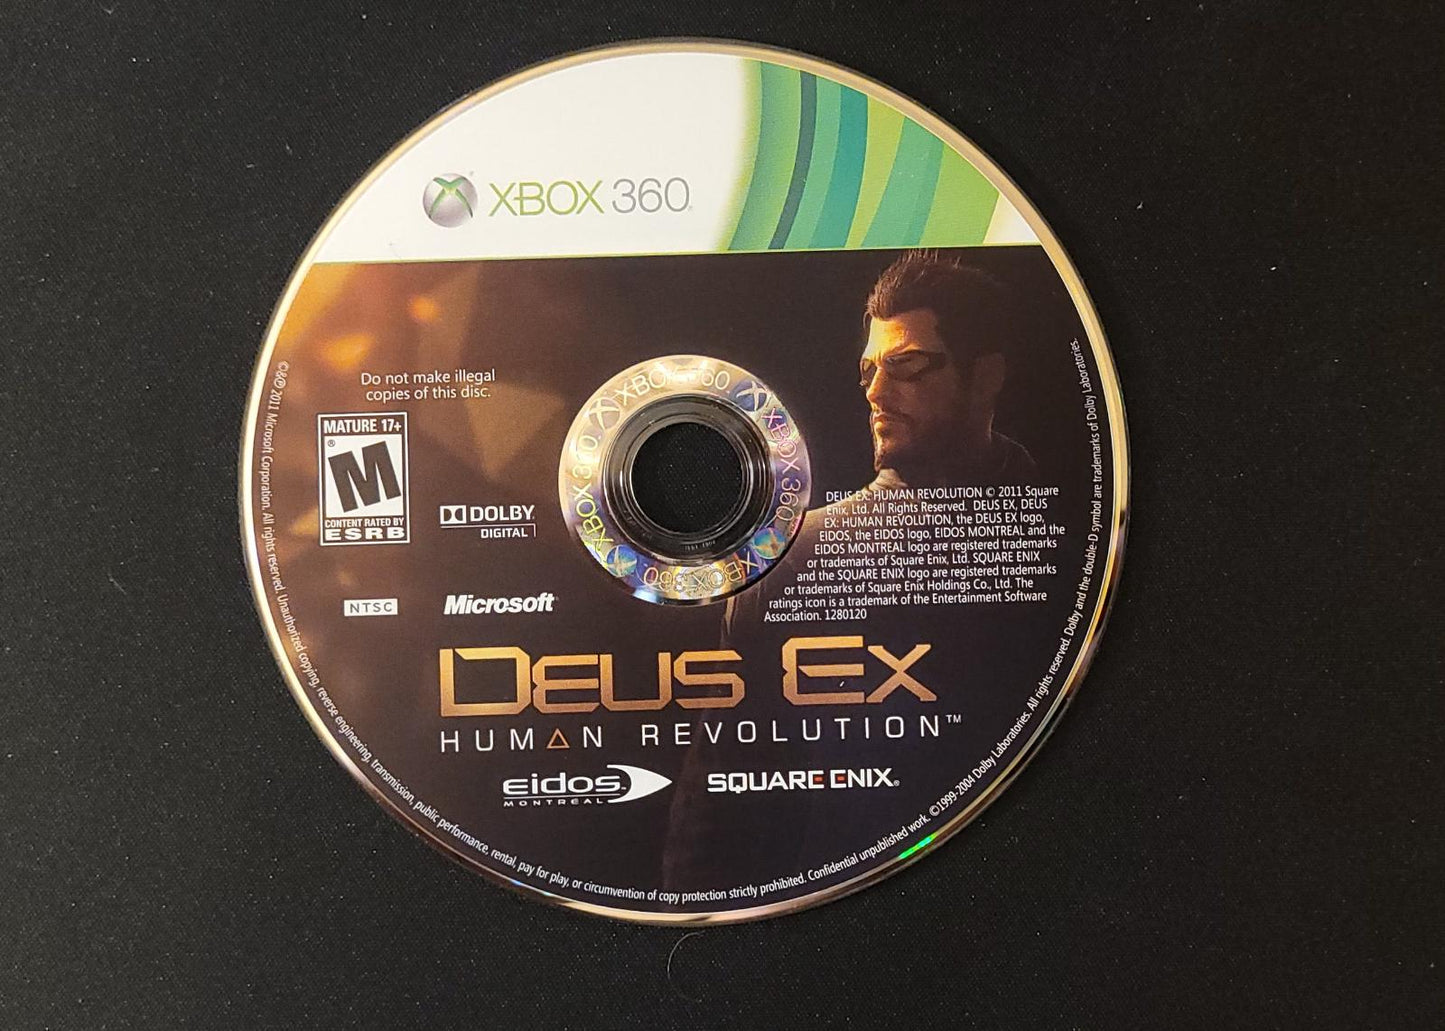 XBOX 360
Do not make illegal
copies of this disc.
MATURE 17+
M
CONTENT RATED BY
ESRB
DOLBY
DIGITAL
NTSC
Microsoft
XBOX 360
XBOX 360
XBOX 360
XBOX 360
DEUS EX: HUMAN REVOLUTION © 2011 Square
Enix, Ltd. All Rights Reserved. DEUS EX, DEUS
EX: HUMAN REVOLUTION, the DEUS EX logo,
EIDOS, the EIDOS logo, EIDOS MONTREAL and the
EIDOS MONTREAL logo are registered trademarks
or trademarks of Square Enix, Ltd. SQUARE ENIX
and the SQUARE ENIX logo are registered trademarks
or trademarks of Square Enix Holdings Co., Ltd. The
ratings icon is a trademark of the Entertainment Software
Association. 1280120
DEUS EX
HUMAN REVOLUTION™
eidos™
MONTRÉAL
SQUARE ENIX®
©&℗ 2011 Microsoft Corporation. All rights reserved. Unauthorized copying, reverse engineering, transmission, public performance, rental, pay for play, or circumvention of copy protection strictly prohibited. Confidential unpublished work. ©1999-2004 Dolby Laboratories. All rights reserved. Dolby and the double-D symbol are trademarks of Dolby Laboratories.